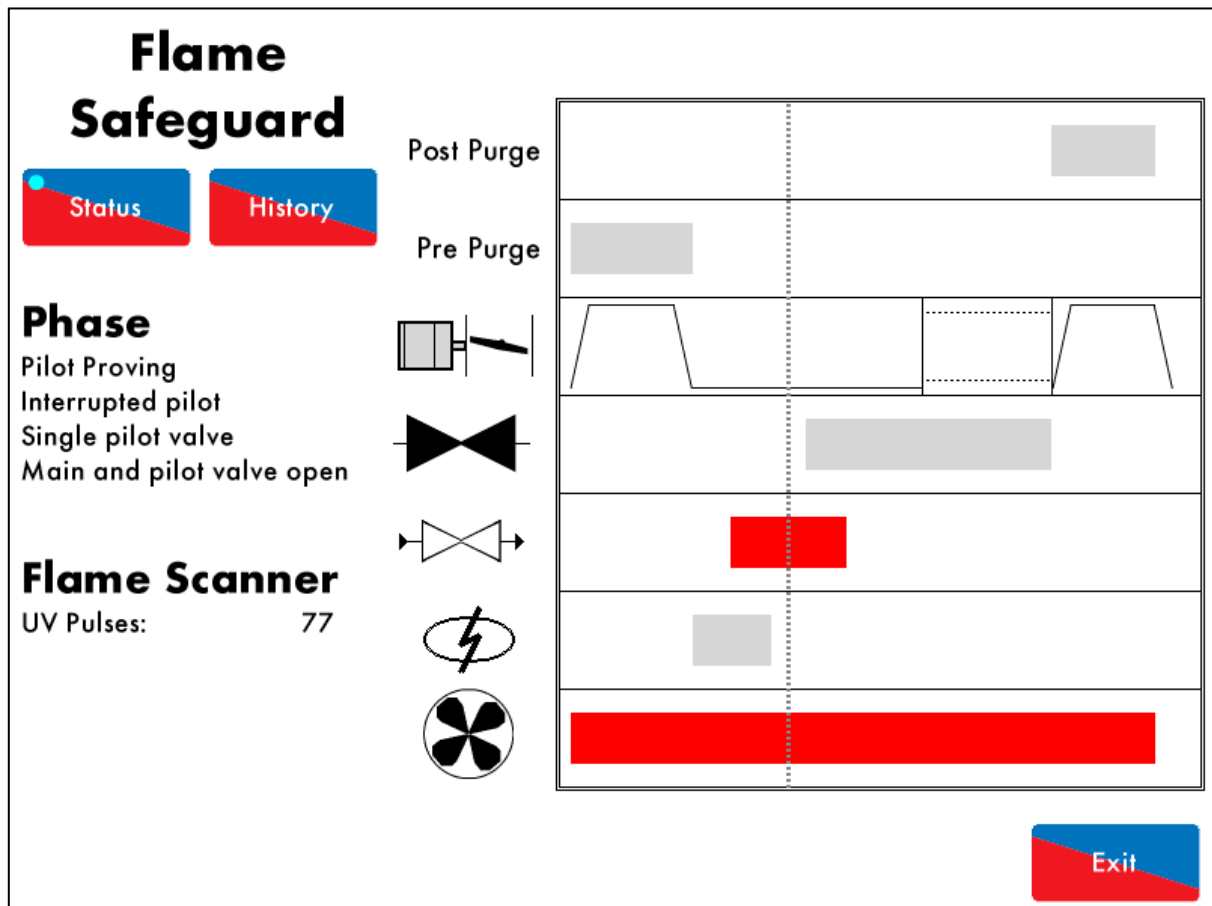 Flame
Safeguard
Status
History
Phase
Pilot Proving
Interrupted pilot
Single pilot valve
Main and pilot valve open
Flame Scanner
UV Pulses: 77
Post Purge
Pre Purge
Exit